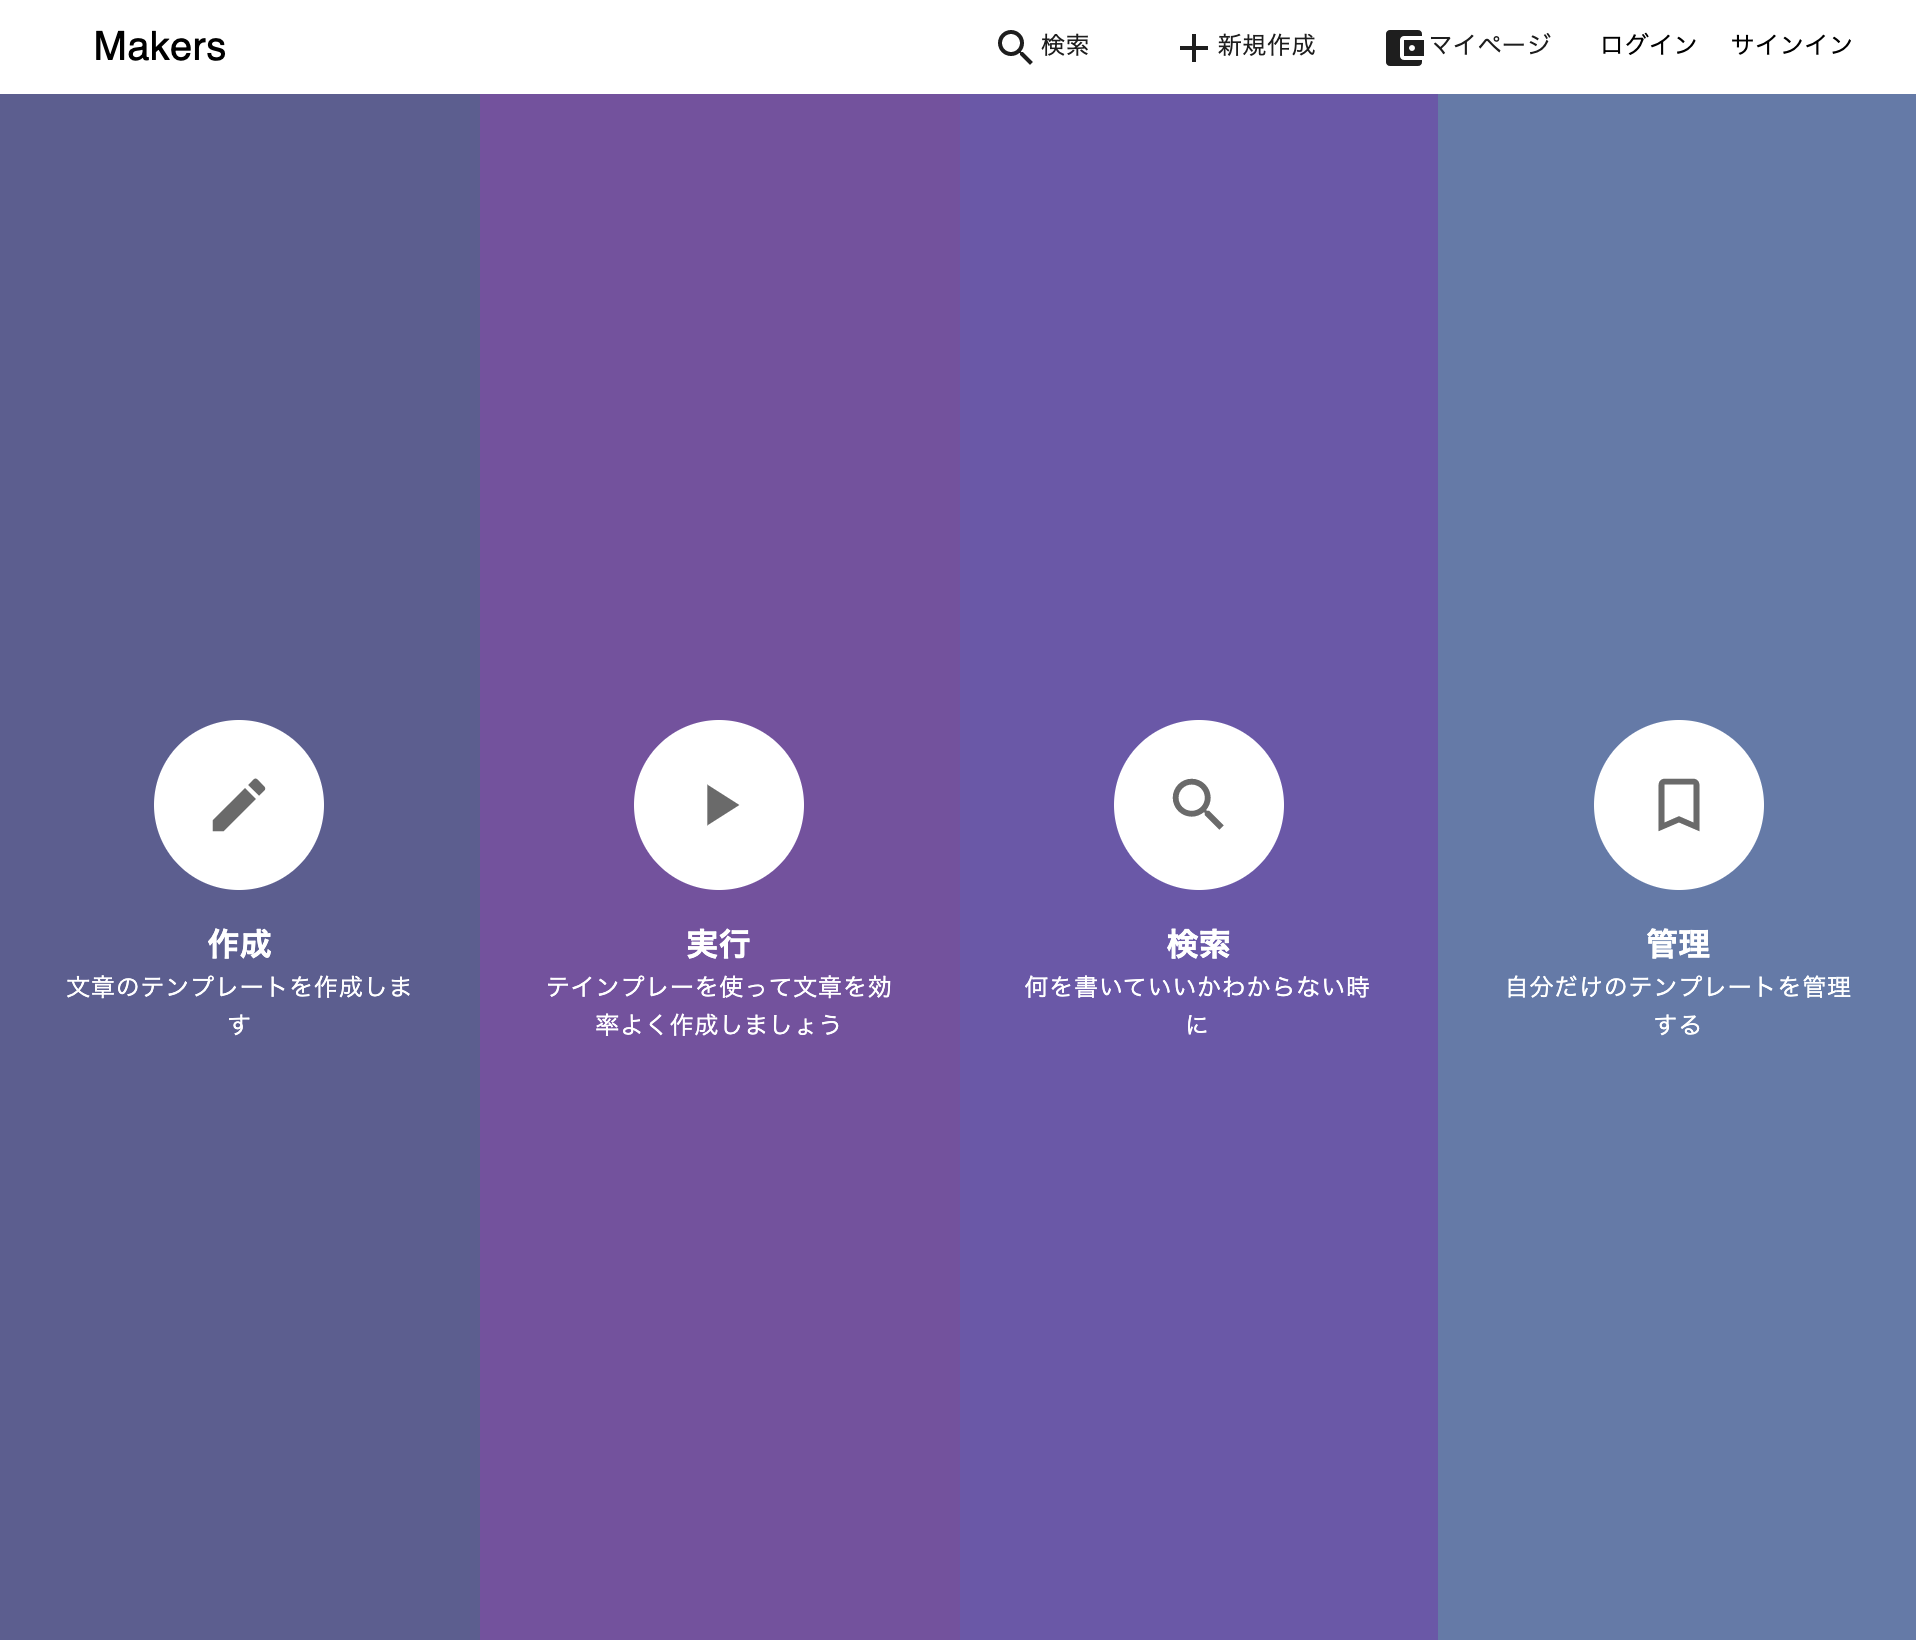 Makers
検索
新規作成
マイページ
ログイン
サインイン
作成
文章のテンプレートを作成しま
す
実行
テインプレーを使って文章を効
率よく作成しましょう
検索
何を書いていいかわからない時
に
管理
自分だけのテンプレートを管理
する